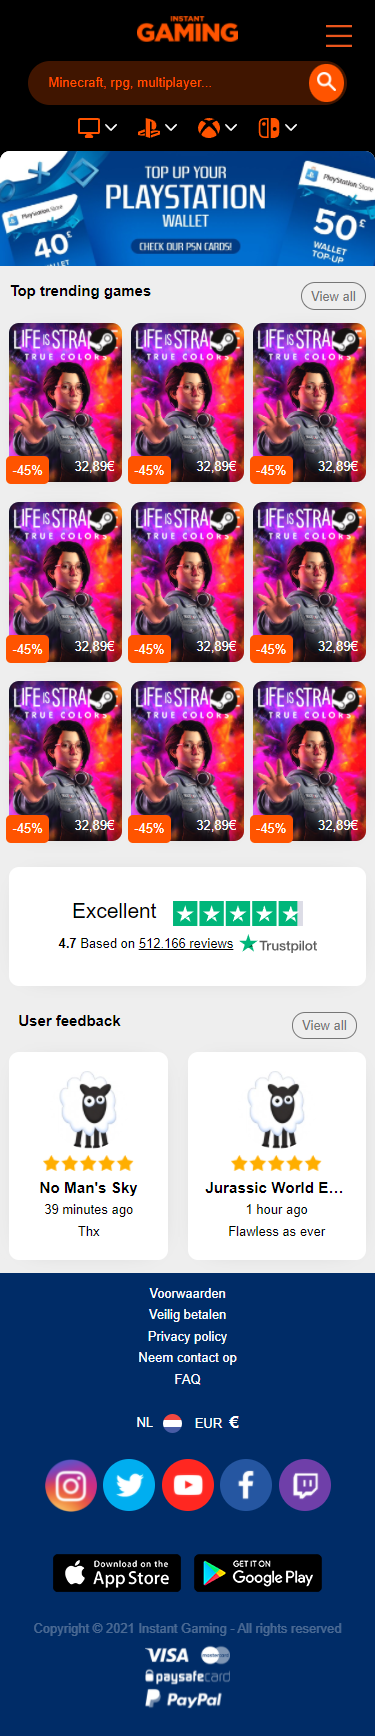 INSTANT
GAMING
Minecraft, rpg, multiplayer...
TOP UP YOUR
PLAYSTATION
WALLET
CHECK OUR PSN CARDS!
PlayStation Store
40£
WALLET
PlayStation Store
50£
WALLET
TOP-UP
Top trending games
View all
LIFE IS STRANGE
TRUE COLORS
-45%
32,89€
LIFE IS STRANGE
TRUE COLORS
-45%
32,89€
LIFE IS STRANGE
TRUE COLORS
-45%
32,89€
LIFE IS STRANGE
TRUE COLORS
-45%
32,89€
LIFE IS STRANGE
TRUE COLORS
-45%
32,89€
LIFE IS STRANGE
TRUE COLORS
-45%
32,89€
LIFE IS STRANGE
TRUE COLORS
-45%
32,89€
LIFE IS STRANGE
TRUE COLORS
-45%
32,89€
LIFE IS STRANGE
TRUE COLORS
-45%
32,89€
Excellent
4.7 Based on 512.166 reviews Trustpilot
User feedback
View all
No Man's Sky
39 minutes ago
Thx
Jurassic World E...
1 hour ago
Flawless as ever
Voorwaarden
Veilig betalen
Privacy policy
Neem contact op
FAQ
NL EUR €
Download on the
App Store
GET IT ON
Google Play
Copyright © 2021 Instant Gaming - All rights reserved
VISA mastercard
paysafecard
PayPal